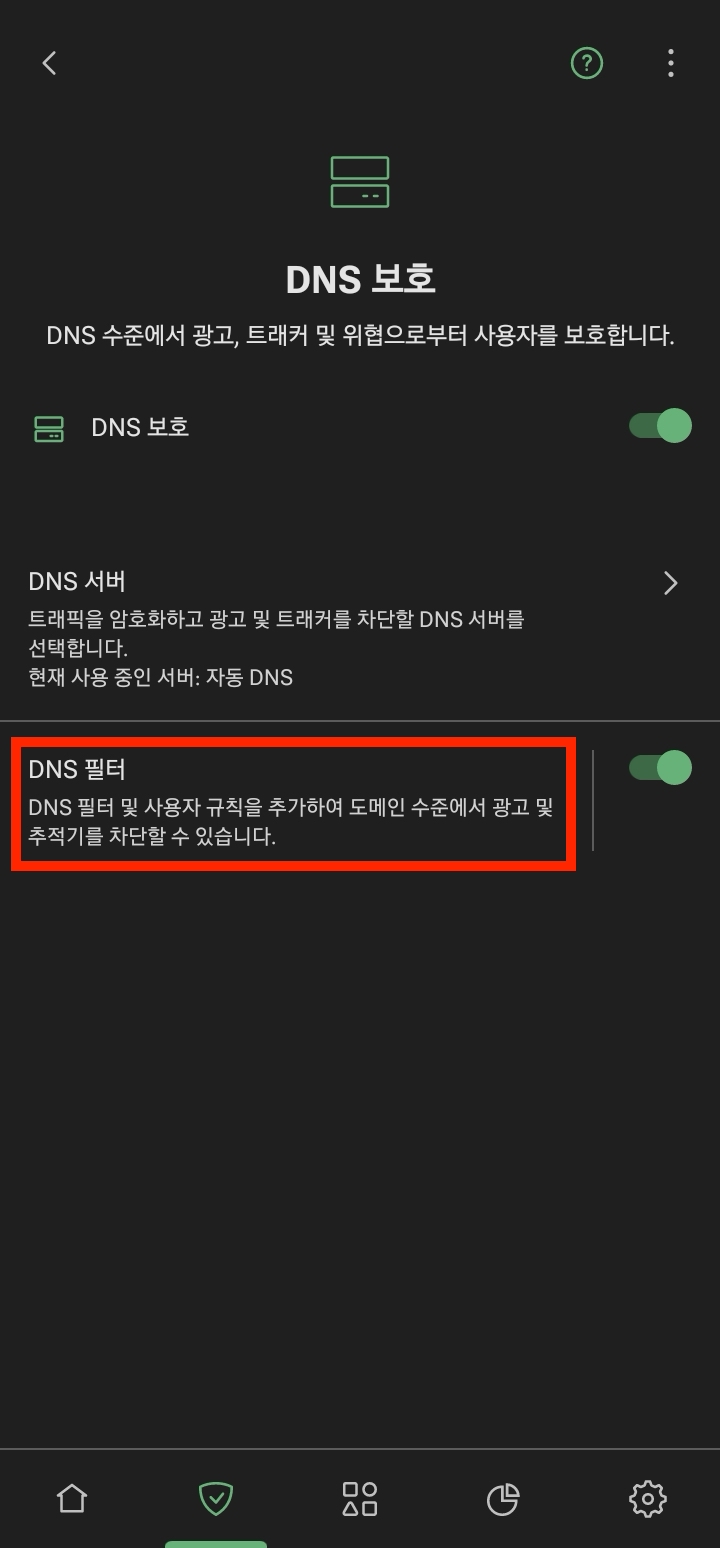 DNS 보호
DNS 수준에서 광고, 트래커 및 위협으로부터 사용자를 보호합니다.
DNS 보호
DNS 서버
트래픽을 암호화하고 광고 및 트래커를 차단할 DNS 서버를
선택합니다.
현재 사용 중인 서버: 자동 DNS
DNS 필터
DNS 필터 및 사용자 규칙을 추가하여 도메인 수준에서 광고 및
추적기를 차단할 수 있습니다.